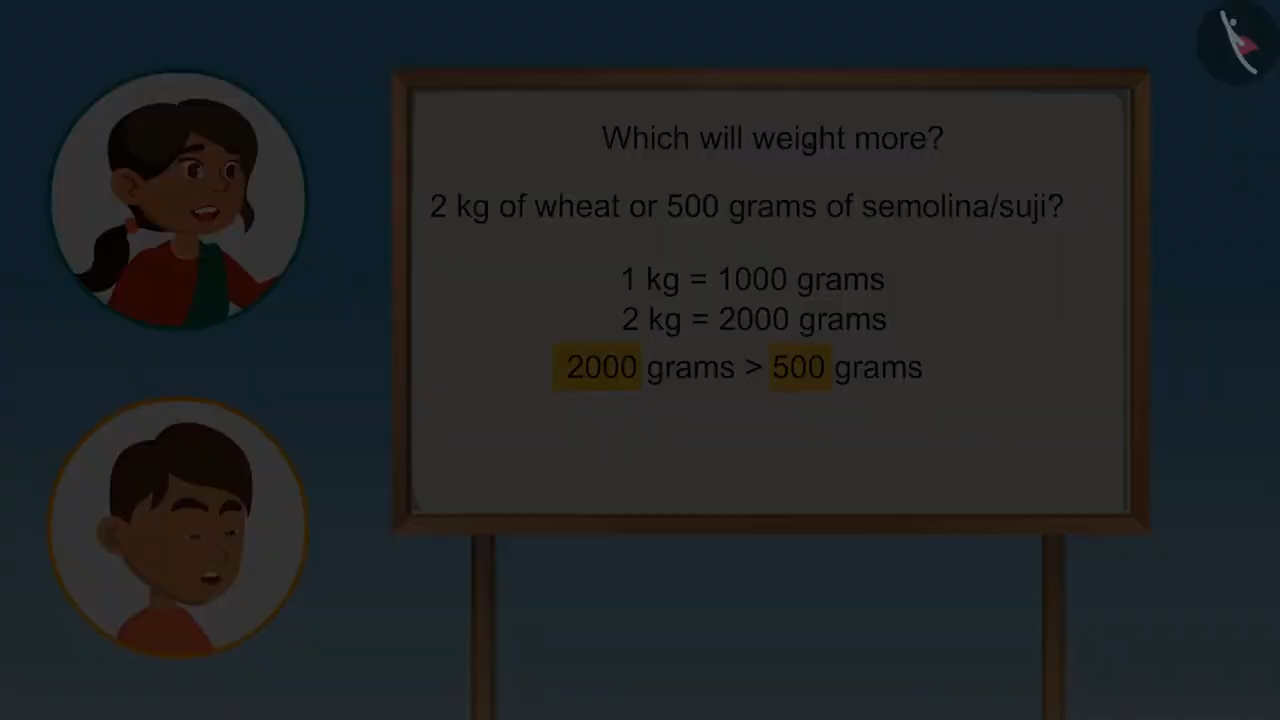 Which will weight more?
2 kg of wheat or 500 grams of semolina/suji?
1 kg = 1000 grams
2 kg = 2000 grams
2000 grams > 500 grams